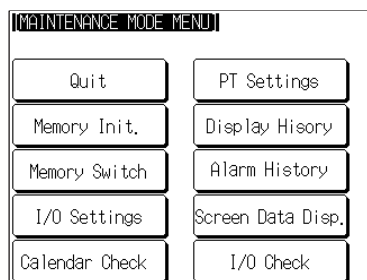 [MAINTENANCE MODE MENU]
Quit
PT Settings
Memory Init.
Display Hisory
Memory Switch
Alarm History
I/O Settings
Screen Data Disp.
Calendar Check
I/O Check